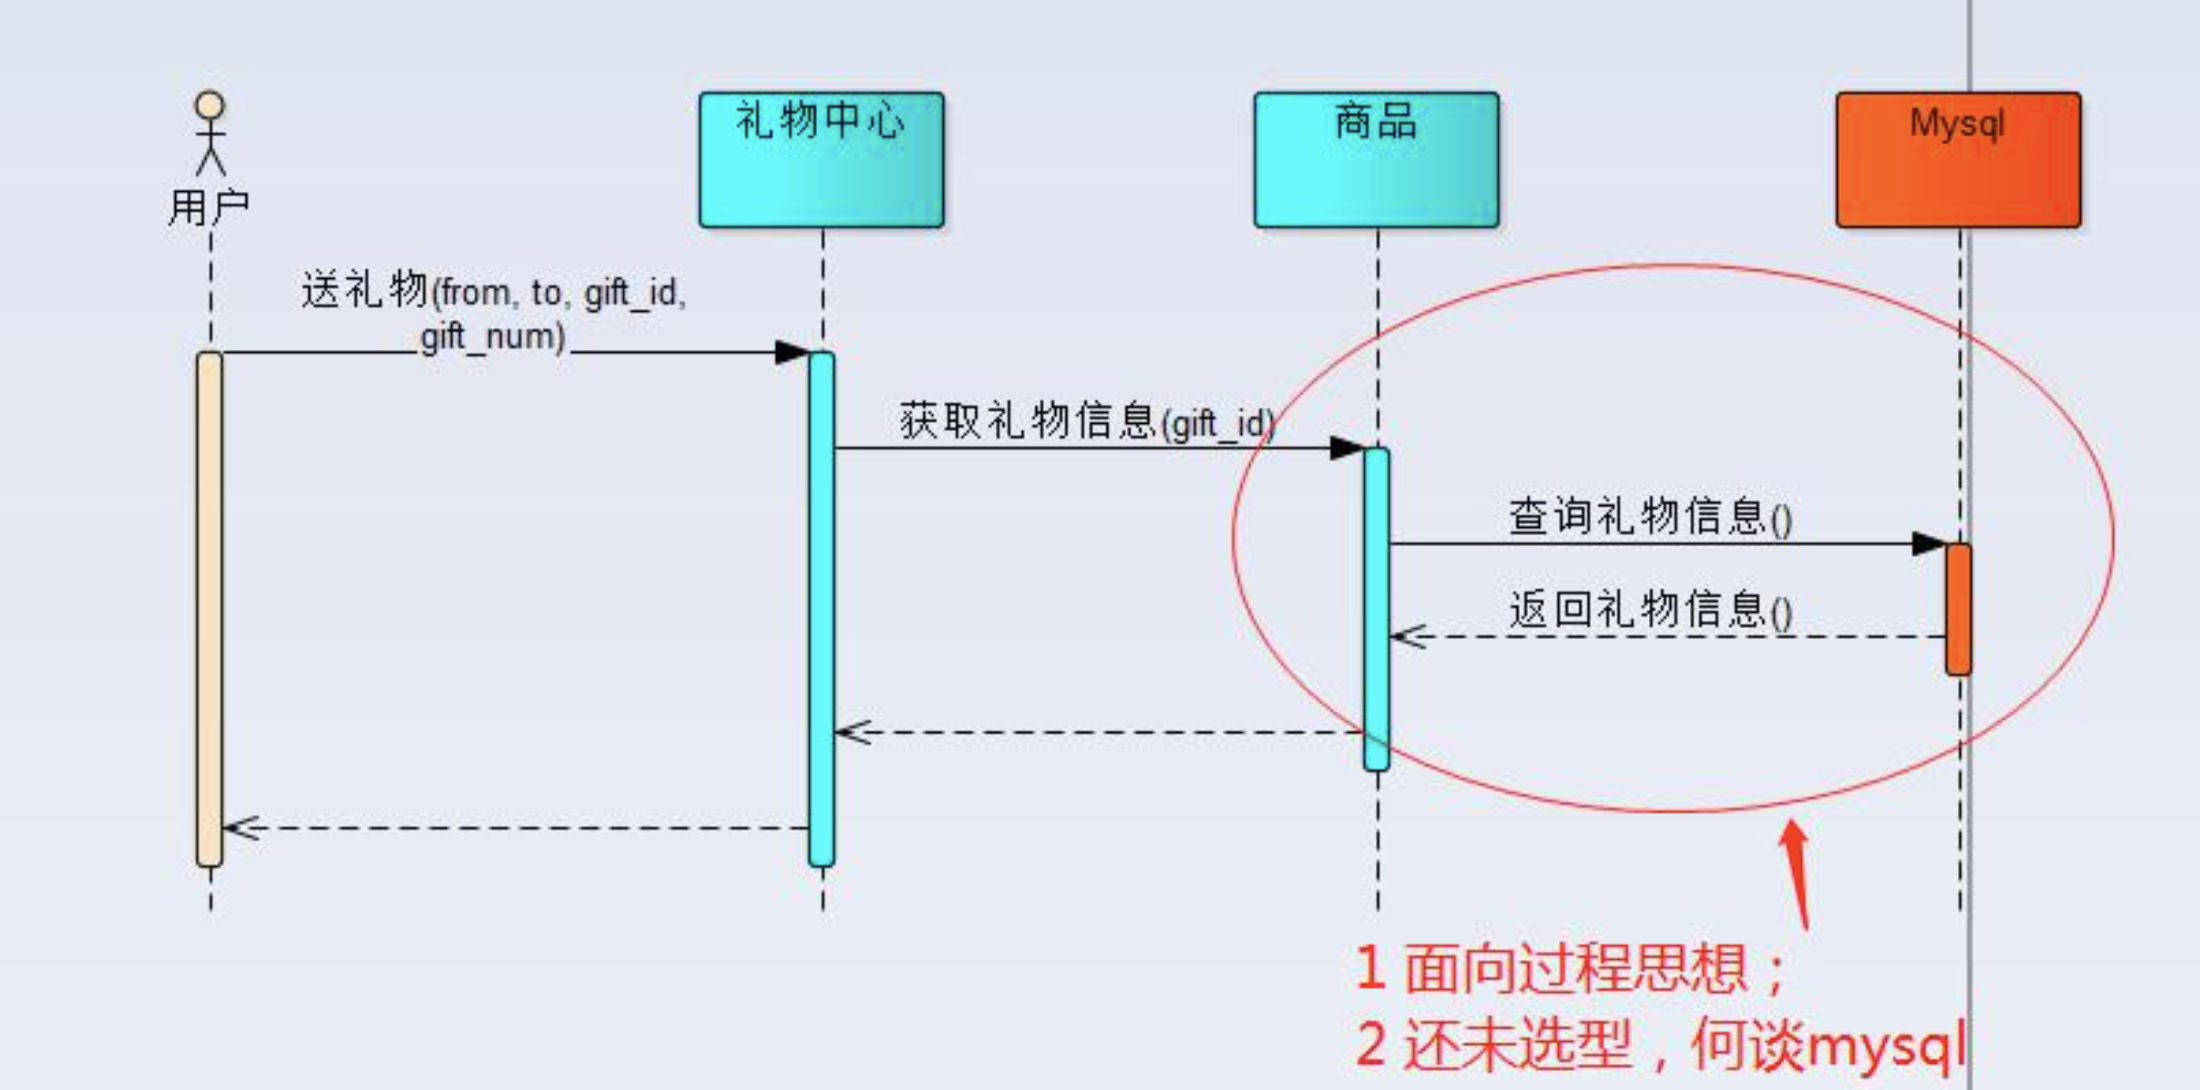 礼物中心
商品
Mysql
用户
送礼物(from, to, gift_id,
gift_num)
获取礼物信息(gift_id)
查询礼物信息()
返回礼物信息()
1 面向过程思想；
2 还未选型，何谈mysql